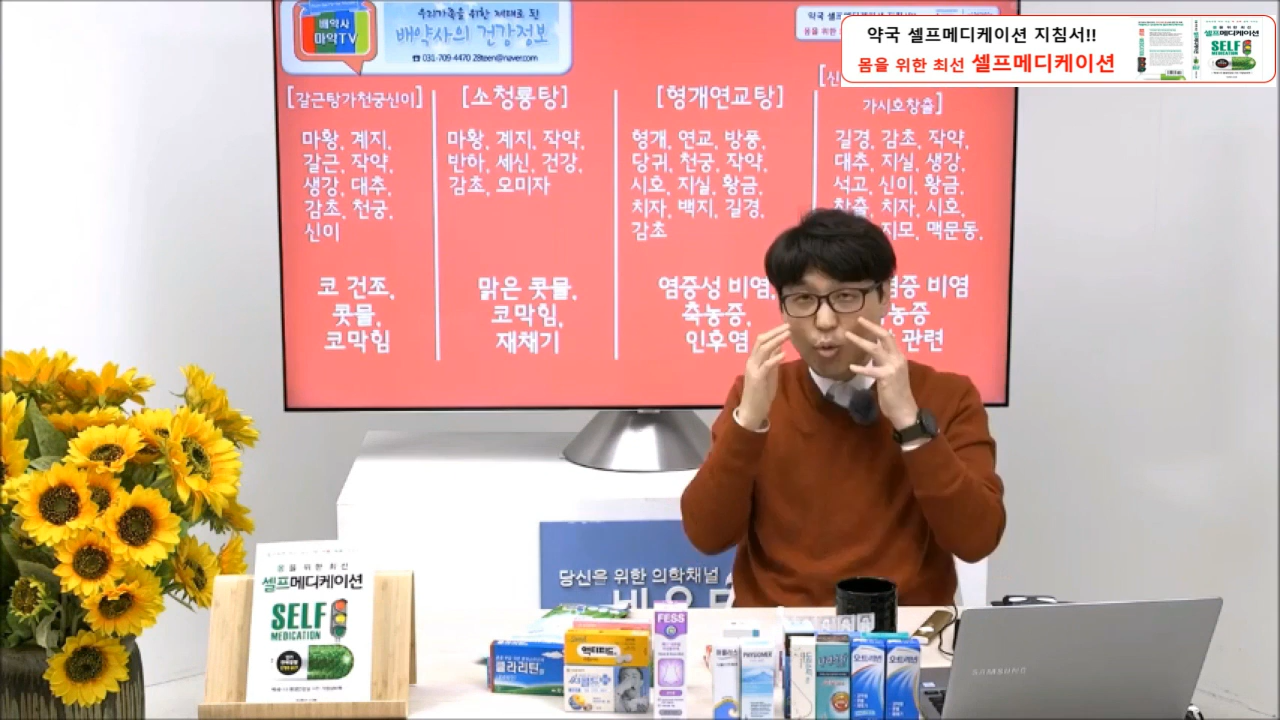 배약사
마약TV
우리가족을 위한 제대로 된
배약사의 건강정보
☎ 031-709-4470 28teen@naver.com
약국 셀프메디케이션 지침서!!
몸을 위한 최선 셀프메디케이션
[갈근탕가천궁신이]
마황, 계지,
갈근, 작약,
생강, 대추,
감초, 천궁,
신이
코 건조,
콧물,
코막힘
[소청룡탕]
마황, 계지, 작약,
반하, 세신, 건강,
감초, 오미자
맑은 콧물,
코막힘,
재채기
[형개연교탕]
형개, 연교, 방풍,
당귀, 천궁, 작약,
시호, 지실, 황금,
치자, 백지, 길경,
감초
염증성 비염,
축농증,
인후염
가시호창출]
길경, 감초, 작약,
대추, 지실, 생강,
석고, 신이, 황금,
창출, 치자, 시호,
지모, 맥문동,
비염
농증
관련
당신을 위한 의학채널
몸을 위한 최선
셀프메디케이션
SELF
MEDICATION
클라리틴
액티피드
FESS
PHYSIOMER
오트리빈
오트리빈